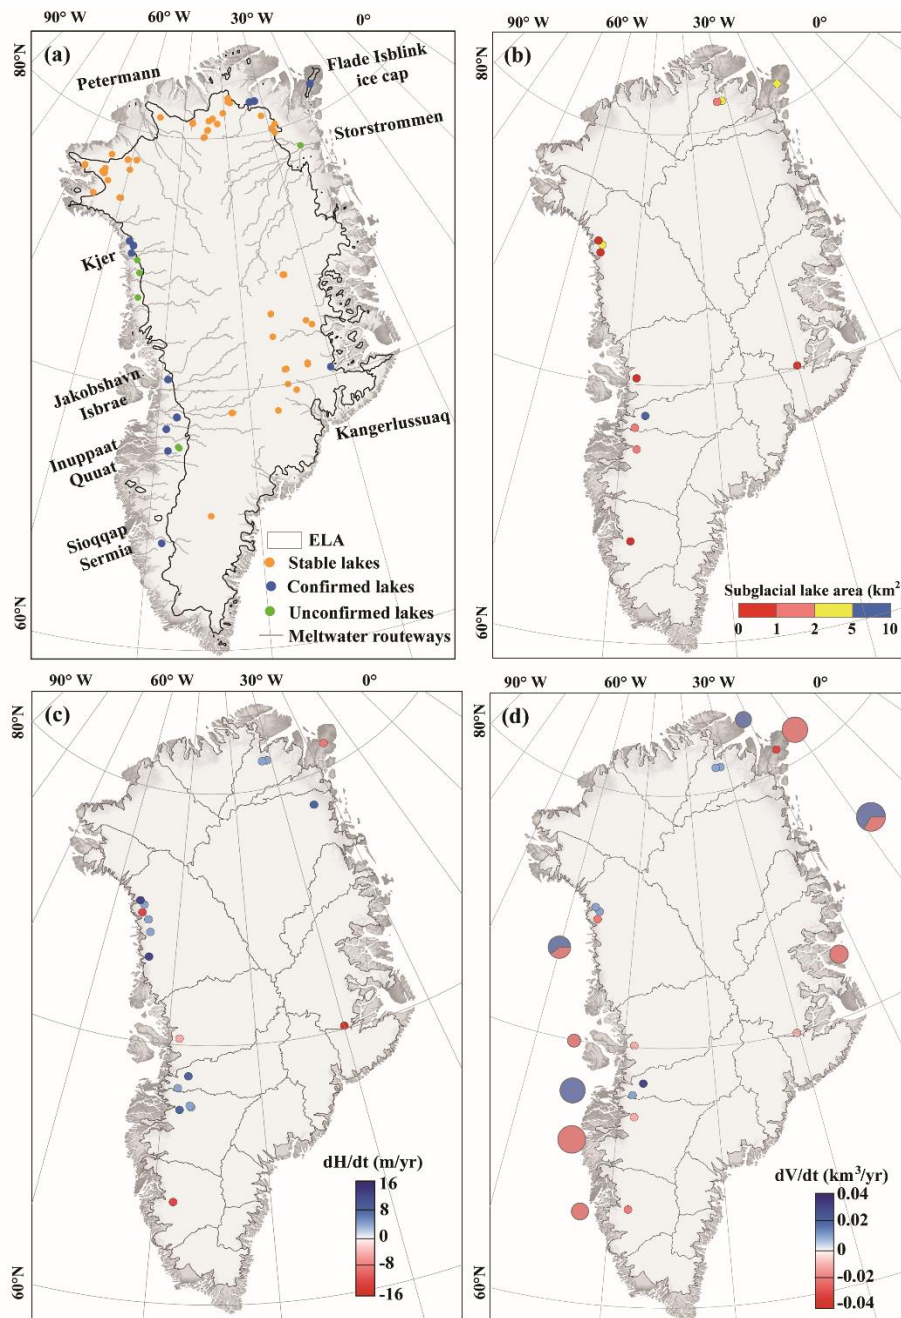 90° W 60° W 30° W 0°
80°N
(a)
Petermann
Flade Isblink
ice cap
Storstrommen
Kjer
Jakobshavn
Isbrae
Inuppaat
Quuat
Kangerlussuaq
Sioqqap
Sermia
ELA
Stable lakes
Confirmed lakes
Unconfirmed lakes
Meltwater routeways
60°N
90° W 60° W 30° W 0°
80°N
(b)
Subglacial lake area (km²
0 1 2 5 10
60°N
90° W 60° W 30° W 0°
80°N
(c)
dH/dt (m/yr)
16
8
0
-8
-16
60°N
90° W 60° W 30° W 0°
80°N
(d)
dV/dt (km³/yr)
0.04
0.02
0
-0.02
-0.04
60°N